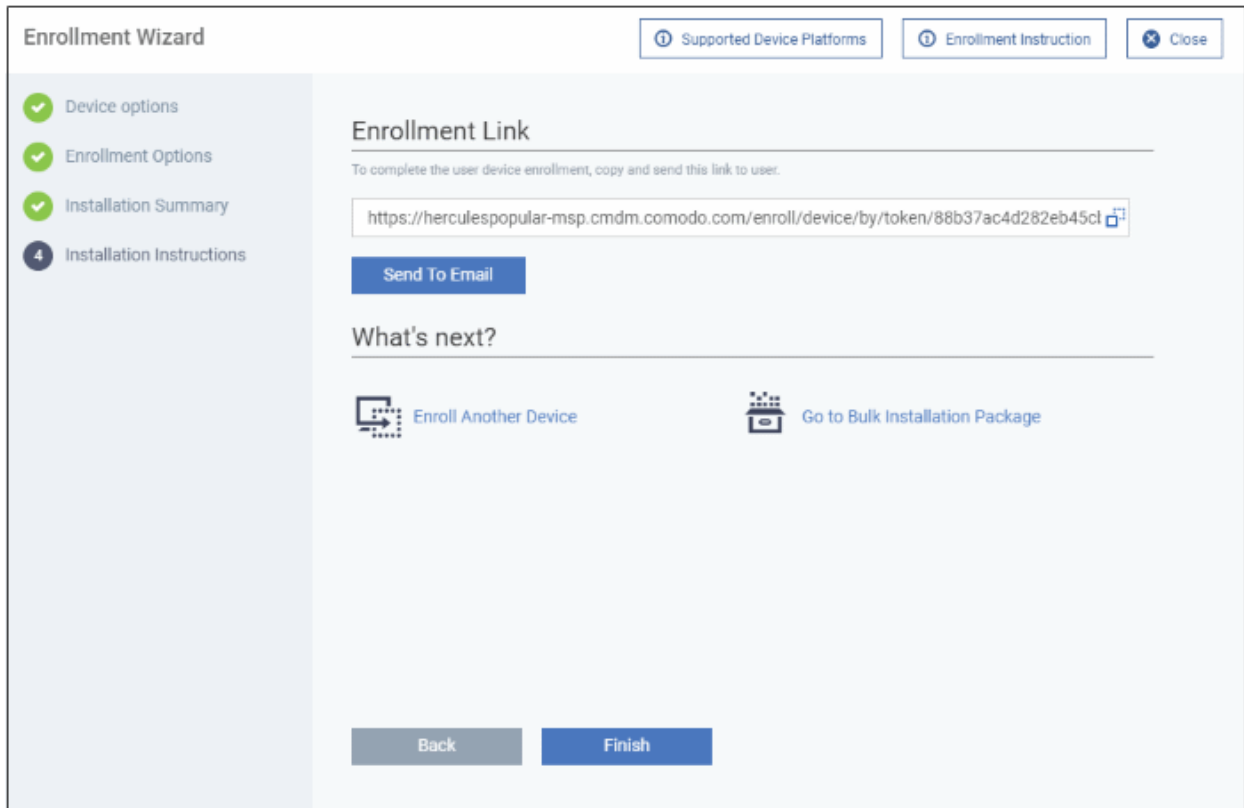 Enrollment Wizard
Supported Device Platforms
Enrollment Instruction
Close
Device options
Enrollment Options
Installation Summary
4 Installation Instructions
Enrollment Link
To complete the user device enrollment, copy and send this link to user.
https://herculespopular-msp.cmdm.comodo.com/enroll/device/by/token/88b37ac4d282eb45cl
Send To Email
What's next?
Enroll Another Device
Go to Bulk Installation Package
Back
Finish